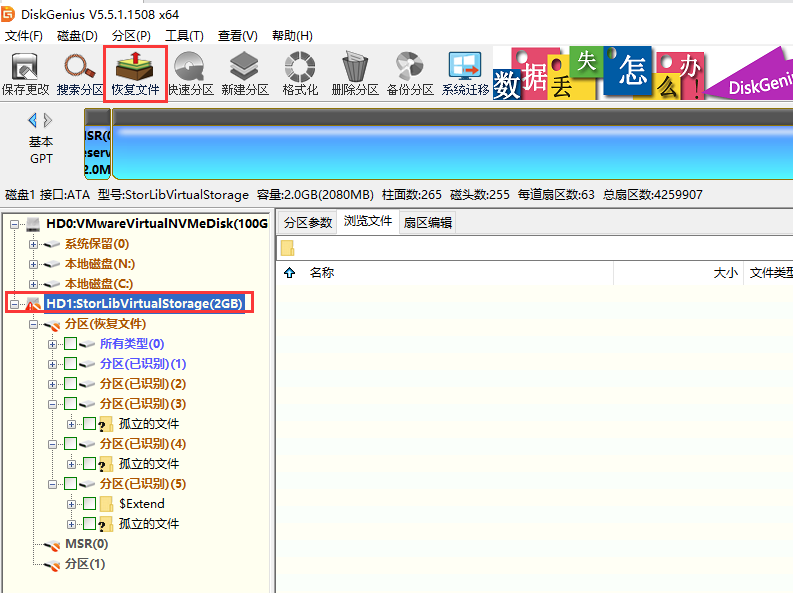 DiskGenius V5.5.1.1508 x64
文件(F) 磁盘(D) 分区(P) 工具(T) 查看(V) 帮助(H)
保存更改 搜索分区 恢复文件 快速分区 新建分区 格式化 删除分区 备份分区 系统迁移 数据丢失怎么办! DiskGeni
基本
GPT
MSR(0
eserv
2.0M
磁盘1 接口:ATA 型号:StorLibVirtualStorage 容量:2.0GB(2080MB) 柱面数:265 磁头数:255 每道扇区数:63 总扇区数:4259907
分区参数 浏览文件 扇区编辑
名称 大小 文件类型
HD0:VMwareVirtualNVMeDisk(100G
系统保留(0)
本地磁盘(N:)
本地磁盘(C:)
HD1:StorLibVirtualStorage(2GB)
分区(恢复文件)
所有类型(0)
分区(已识别)(1)
分区(已识别)(2)
分区(已识别)(3)
孤立的文件
分区(已识别)(4)
孤立的文件
分区(已识别)(5)
$Extend
孤立的文件
MSR(0)
分区(1)